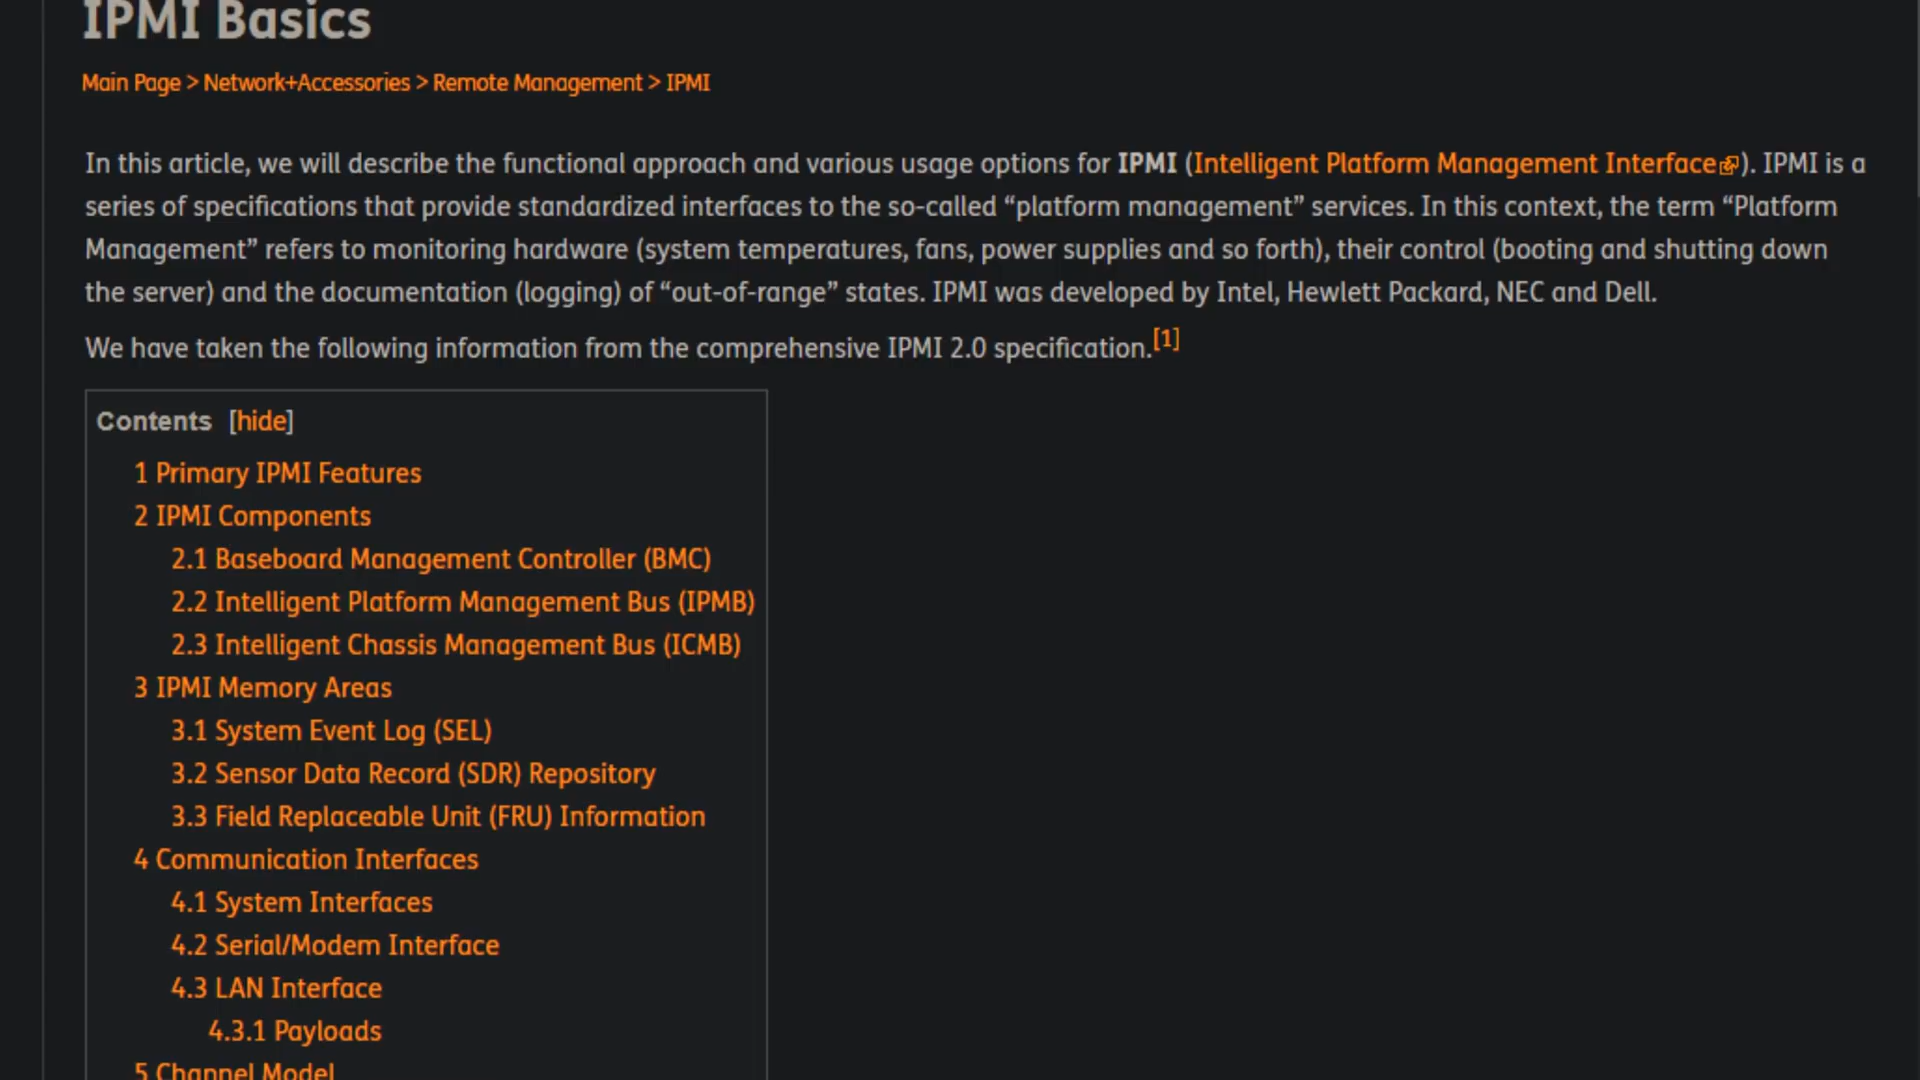 IPMI Basics
Main Page > Network+Accessories > Remote Management > IPMI
In this article, we will describe the functional approach and various usage options for IPMI (Intelligent Platform Management Interface). IPMI is a
series of specifications that provide standardized interfaces to the so-called “platform management” services. In this context, the term “Platform
Management” refers to monitoring hardware (system temperatures, fans, power supplies and so forth), their control (booting and shutting down
the server) and the documentation (logging) of “out-of-range” states. IPMI was developed by Intel, Hewlett Packard, NEC and Dell.
We have taken the following information from the comprehensive IPMI 2.0 specification.[1]
Contents [hide]
1 Primary IPMI Features
2 IPMI Components
2.1 Baseboard Management Controller (BMC)
2.2 Intelligent Platform Management Bus (IPMB)
2.3 Intelligent Chassis Management Bus (ICMB)
3 IPMI Memory Areas
3.1 System Event Log (SEL)
3.2 Sensor Data Record (SDR) Repository
3.3 Field Replaceable Unit (FRU) Information
4 Communication Interfaces
4.1 System Interfaces
4.2 Serial/Modem Interface
4.3 LAN Interface
4.3.1 Payloads
5 Channel Model